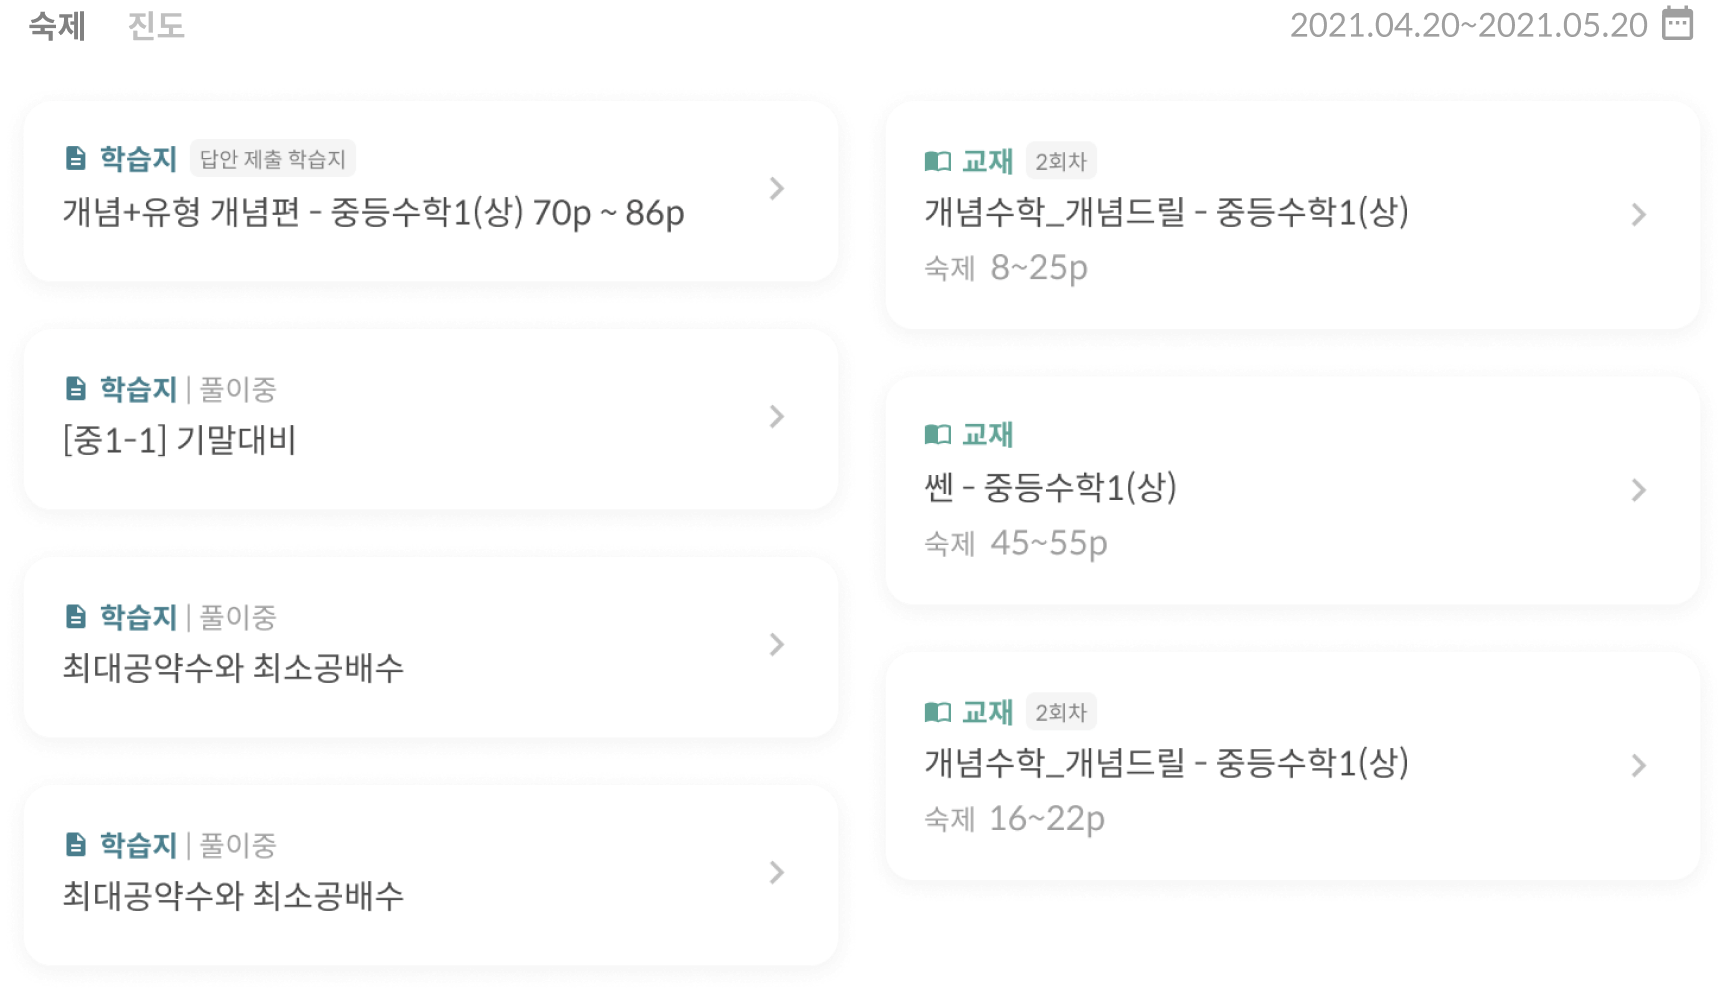 숙제 진도
2021.04.20~2021.05.20
학습지 답안 제출 학습지
개념+유형 개념편 - 중등수학1(상) 70p ~ 86p
학습지 | 풀이중
[중1-1] 기말대비
학습지 | 풀이중
최대공약수와 최소공배수
학습지 | 풀이중
최대공약수와 최소공배수
교재 2회차
개념수학_개념드릴 - 중등수학1(상)
숙제 8~25p
교재
쎈 - 중등수학1(상)
숙제 45~55p
교재 2회차
개념수학_개념드릴 - 중등수학1(상)
숙제 16~22p